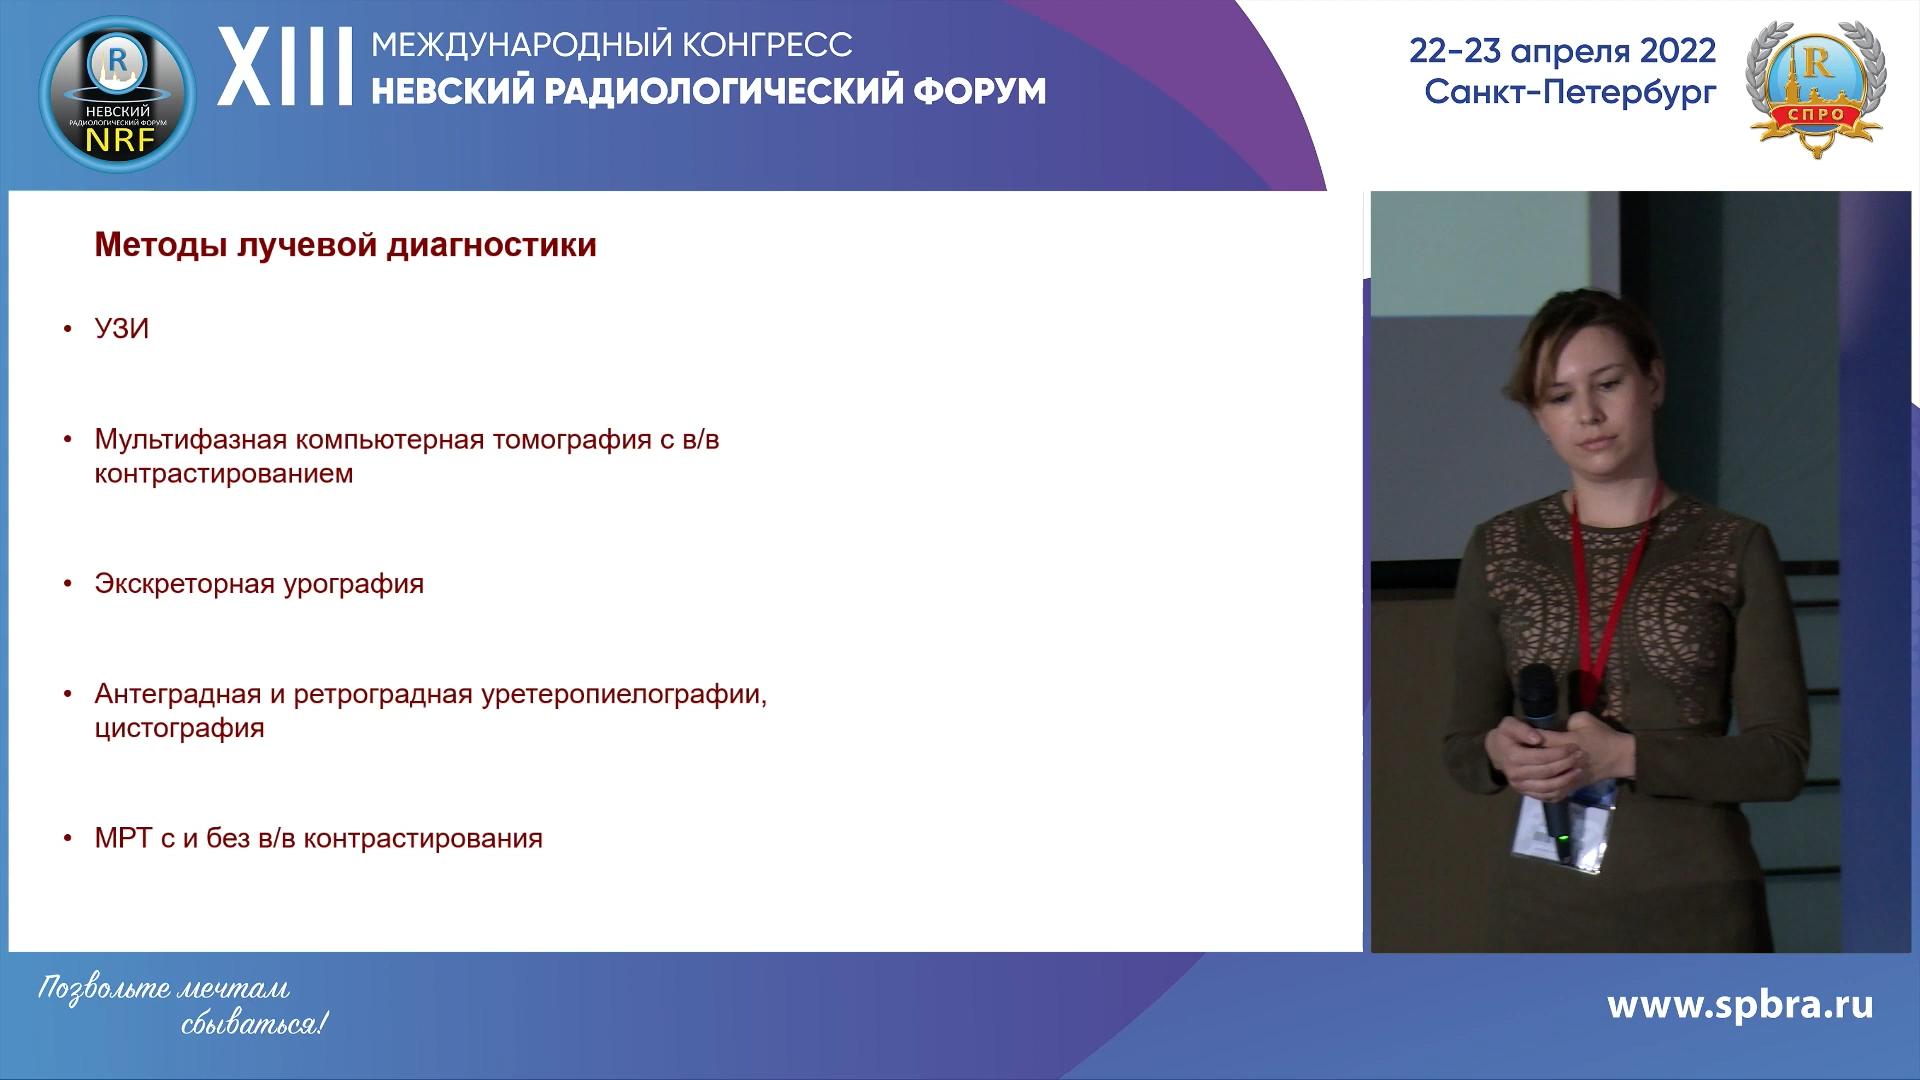 R
НЕВСКИЙ
РАДИОЛОГИЧЕСКИЙ ФОРУМ
NRF
XIII
МЕЖДУНАРОДНЫЙ КОНГРЕСС
НЕВСКИЙ РАДИОЛОГИЧЕСКИЙ ФОРУМ
22-23 апреля 2022
Санкт-Петербург
R
СПРО
Методы лучевой диагностики
• УЗИ
• Мультифазная компьютерная томография с в/в
контрастированием
• Экскреторная урография
• Антеградная и ретроградная уретеропиелографии,
цистография
• МРТ с и без в/в контрастирования
Позвольте мечтам
сбываться!
www.spbra.ru